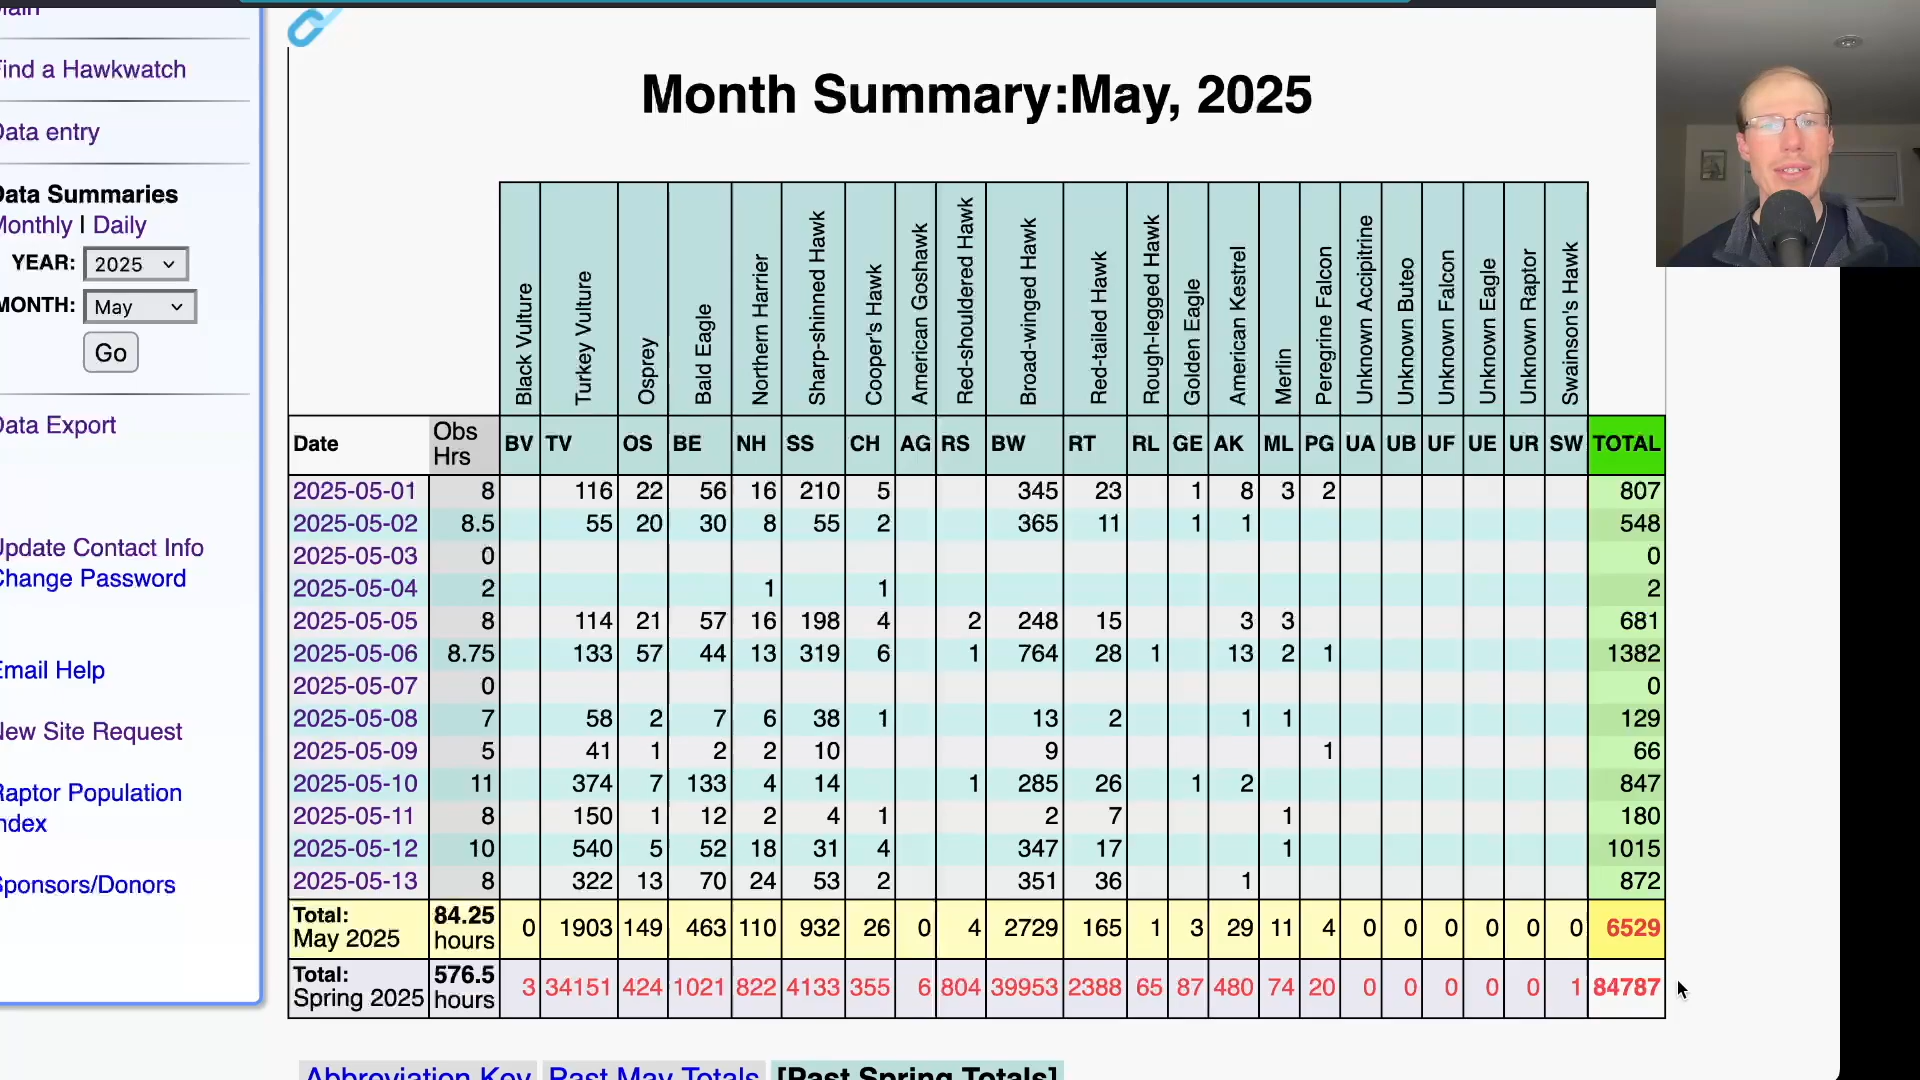 Find a Hawkwatch
Data entry
Data Summaries
Monthly | Daily
YEAR: 2025
MONTH: May
Go
Data Export
Update Contact Info
Change Password
Email Help
New Site Request
Raptor Population
Index
Sponsors/Donors
Month Summary:May, 2025
Black Vulture Turkey Vulture Osprey Bald Eagle Northern Harrier Sharp-shinned Hawk Cooper's Hawk American Goshawk Red-shouldered Hawk Broad-winged Hawk Red-tailed Hawk Rough-legged Hawk Golden Eagle American Kestrel Merlin Peregrine Falcon Unknown Accipitrine Unknown Buteo Unknown Falcon Unknown Eagle Unknown Raptor Swainson's Hawk
Date Obs Hrs BV TV OS BE NH SS CH AG RS BW RT RL GE AK ML PG UA UB UF UE UR SW TOTAL
2025-05-01 8 116 22 56 16 210 5 345 23 1 8 3 2 807
2025-05-02 8.5 55 20 30 8 55 2 365 11 1 1 548
2025-05-03 0 0
2025-05-04 2 1 1 2
2025-05-05 8 114 21 57 16 198 4 2 248 15 3 3 681
2025-05-06 8.75 133 57 44 13 319 6 1 764 28 1 13 2 1 1382
2025-05-07 0 0
2025-05-08 7 58 2 7 6 38 1 13 2 1 1 129
2025-05-09 5 41 1 2 2 10 9 1 66
2025-05-10 11 374 7 133 4 14 1 285 26 1 2 847
2025-05-11 8 150 1 12 2 4 1 2 7 1 180
2025-05-12 10 540 5 52 18 31 4 347 17 1 1015
2025-05-13 8 322 13 70 24 53 2 351 36 1 872
Total: May 2025 84.25 hours 0 1903 149 463 110 932 26 0 4 2729 165 1 3 29 11 4 0 0 0 0 0 0 6529
Total: Spring 2025 576.5 hours 3 34151 424 1021 822 4133 355 6 804 39953 2388 65 87 480 74 20 0 0 0 0 0 1 84787
Abbreviation Key Past May Totals [Past Spring Totals]